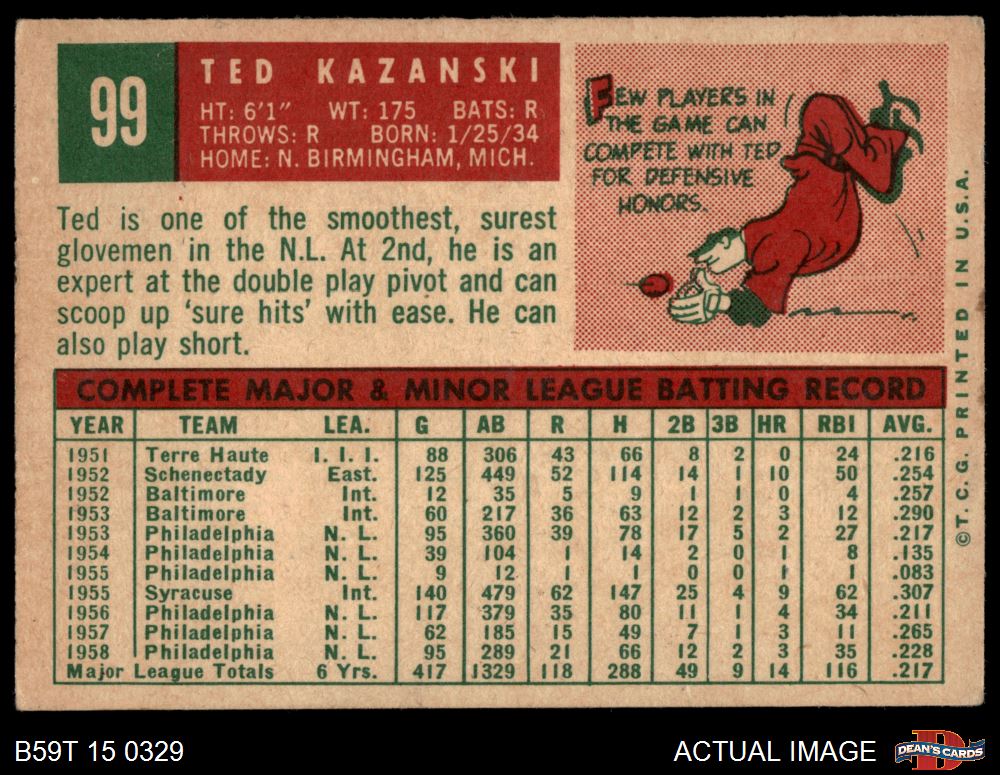 99
TED KAZANSKI
HT: 6'1" WT: 175 BATS: R
THROWS: R BORN: 1/25/34
HOME: N. BIRMINGHAM, MICH.
Ted is one of the smoothest, surest
glovemen in the N.L. At 2nd, he is an
expert at the double play pivot and can
scoop up 'sure hits' with ease. He can
also play short.
FEW PLAYERS IN
THE GAME CAN
COMPETE WITH TED
FOR DEFENSIVE
HONORS.
COMPLETE MAJOR & MINOR LEAGUE BATTING RECORD
YEAR TEAM LEA. G AB R H 2B 3B HR RBI AVG.
1951 Terre Haute I. I. I. 88 306 43 66 8 2 0 24 .216
1952 Schenectady East. 125 449 52 114 14 1 10 50 .254
1952 Baltimore Int. 12 35 5 9 1 1 0 4 .257
1953 Baltimore Int. 60 217 36 63 12 2 3 12 .290
1953 Philadelphia N. L. 95 360 39 78 17 5 2 27 .217
1954 Philadelphia N. L. 39 104 1 14 2 0 1 8 .135
1955 Philadelphia N. L. 9 12 1 1 0 0 1 1 .083
1955 Syracuse Int. 140 479 62 147 25 4 9 62 .307
1956 Philadelphia N. L. 117 379 35 80 11 1 4 34 .211
1957 Philadelphia N. L. 62 185 15 49 7 1 3 11 .265
1958 Philadelphia N. L. 95 289 21 66 12 2 3 35 .228
Major League Totals 6 Yrs. 417 1329 118 288 49 9 14 116 .217
©T. C. G. PRINTED IN U.S.A.
B59T 15 0329
ACTUAL IMAGE
DEAN'S CARDS